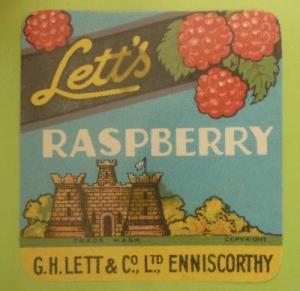 Lett's
RASPBERRY
TRADE MARK COPYRIGHT
G.H. LETT & CO., LTD ENNISCORTHY